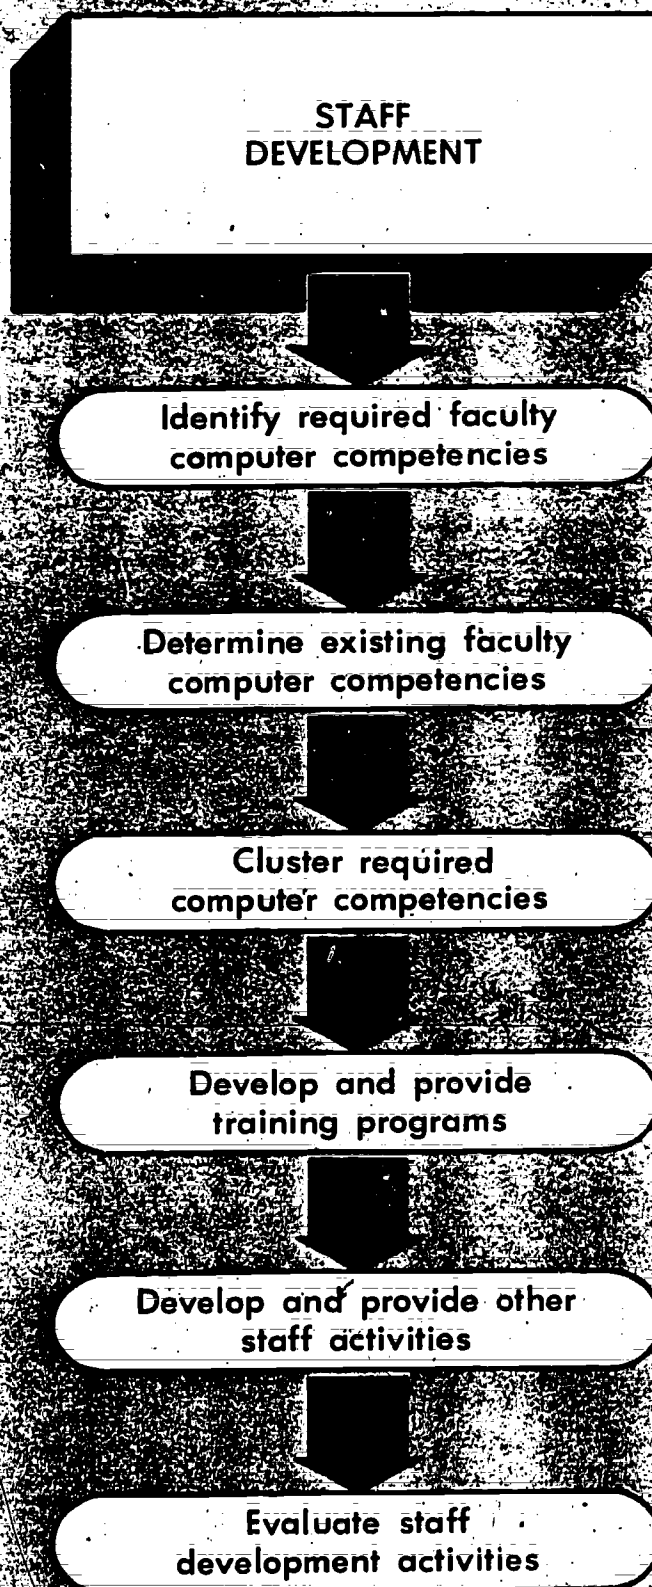 STAFF
DEVELOPMENT
Identify required faculty
computer competencies
Determine existing faculty
computer competencies
Cluster required
computer competencies
Develop and provide
training programs
Develop and provide other
staff activities
Evaluate staff
development activities